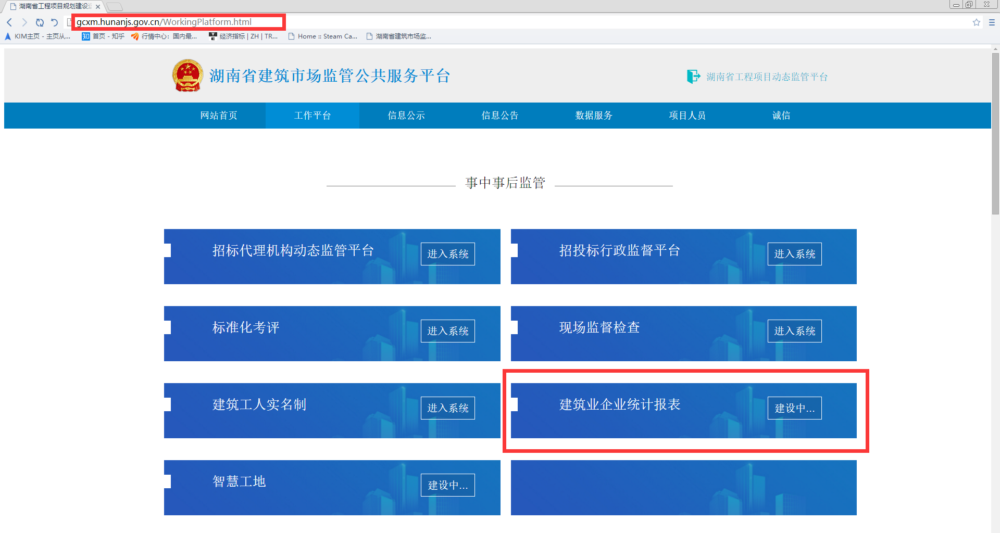 湖南省工程项目规划建设运
gcxm.hunanjs.gov.cn/WorkingPlatform.html
KIM主页 - 主页从...
知 首页 - 知乎
行情中心：国内最...
TE 经济指标 | ZH | TR...
Home :: Steam Ca...
湖南省建筑市场监...
湖南省建筑市场监管公共服务平台
湖南省工程项目动态监管平台
网站首页 工作平台 信息公示 信息公告 数据服务 项目人员 诚信
事中事后监管
招标代理机构动态监管平台 进入系统
招投标行政监督平台 进入系统
标准化考评 进入系统
现场监督检查 进入系统
建筑工人实名制 进入系统
建筑业企业统计报表 建设中...
智慧工地 建设中...